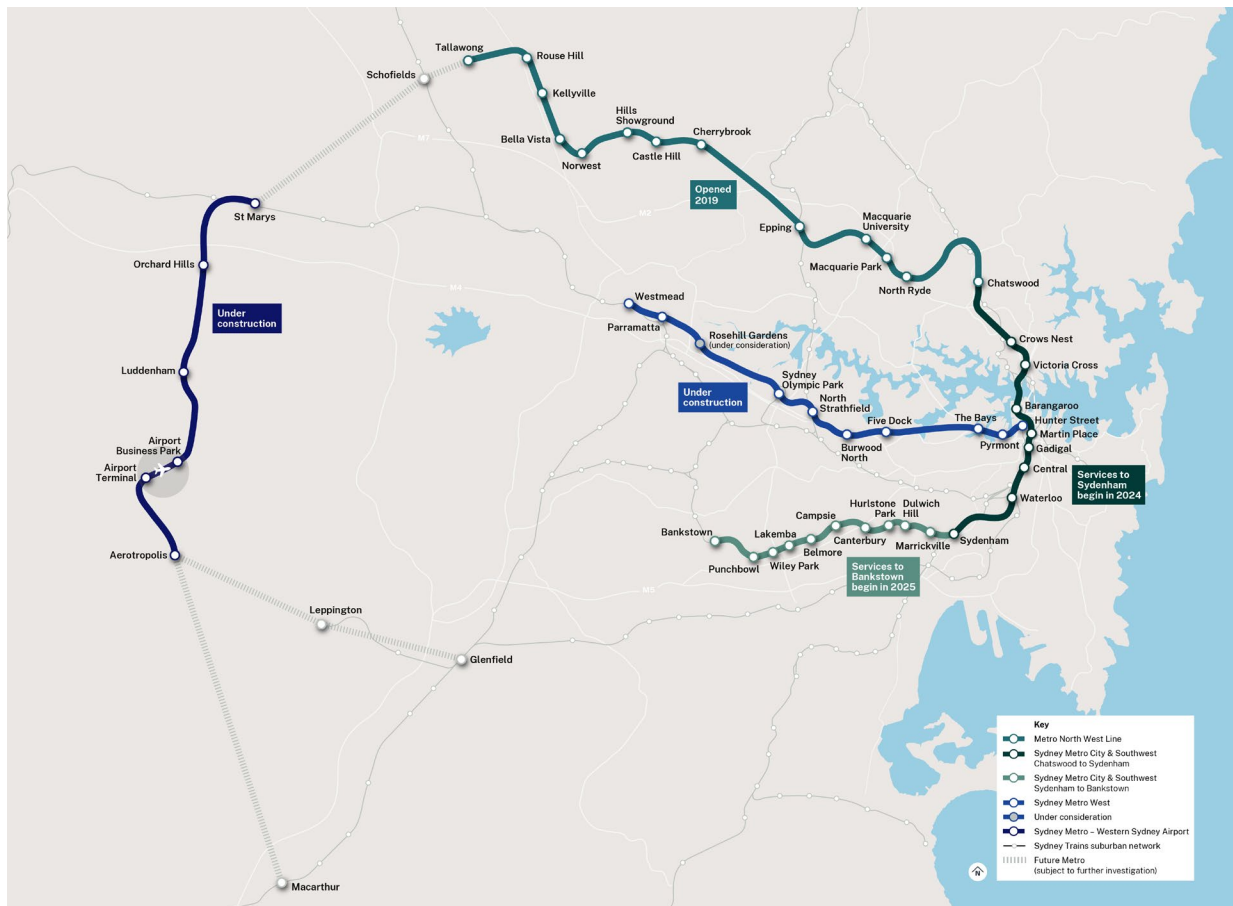 Tallawong
Rouse Hill
Schofields
Kellyville
Hills
Showground
Cherrybrook
Bella Vista
Norwest
Castle Hill
M7
Opened
2019
M2
St Marys
Epping
Macquarie
University
Macquarie Park
North Ryde
Chatswood
Orchard Hills
M4
Westmead
Parramatta
Under
construction
Rosehill Gardens
(under consideration)
Crows Nest
Victoria Cross
Luddenham
Sydney
Olympic Park
Under
construction
North
Strathfield
Five Dock
The Bays
Barangaroo
Hunter Street
Martin Place
Pyrmont
Gadigal
Burwood
North
Airport
Business Park
Airport
Terminal
Central
Services to
Sydenham
begin in 2024
Waterloo
Hurlstone
Park
Dulwich
Hill
Campsie
Bankstown
Lakemba
Canterbury
Marrickville
Sydenham
Belmore
Wiley Park
Punchbowl
Aerotropolis
Services to
Bankstown
begin in 2025
M5
Leppington
Glenfield
Macarthur
Key
Metro North West Line
Sydney Metro City & Southwest
Chatswood to Sydenham
Sydney Metro City & Southwest
Sydenham to Bankstown
Sydney Metro West
Under consideration
Sydney Metro – Western Sydney Airport
Sydney Trains suburban network
Future Metro
(subject to further investigation)
N